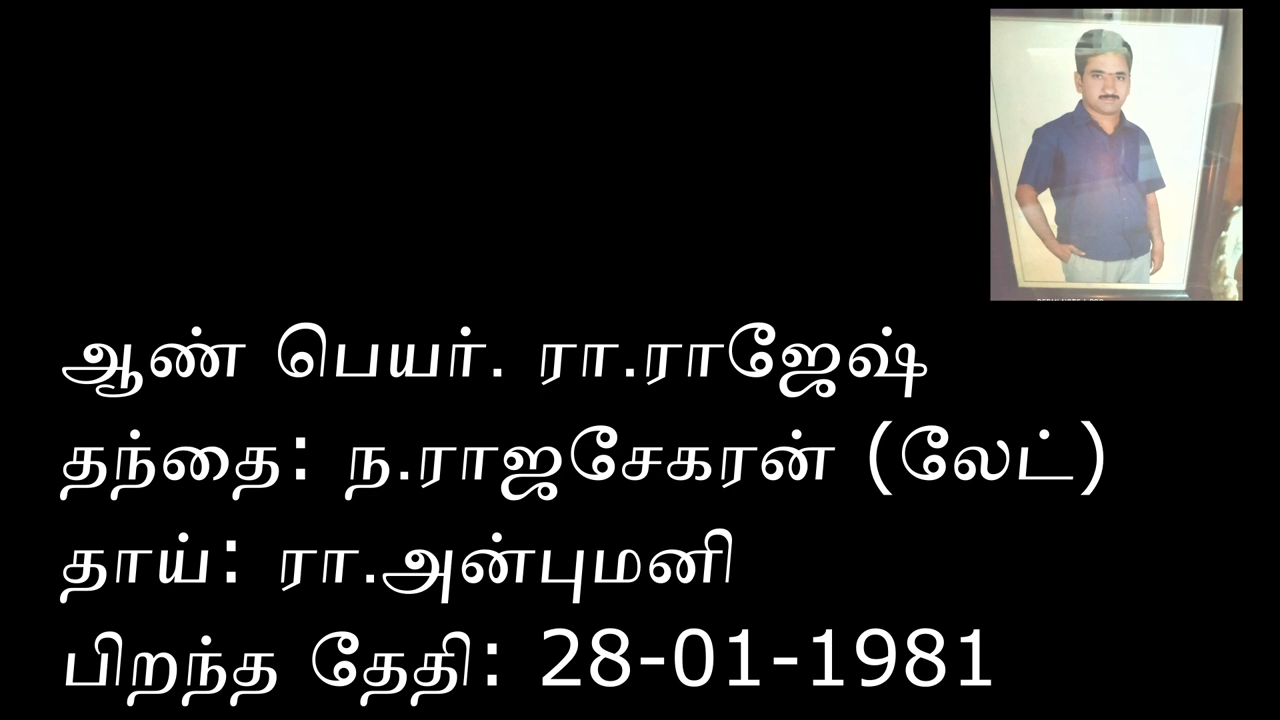 ஆண் பெயர். ரா.ராஜேஷ்
தந்தை: ந.ராஜசேகரன் (லேட்)
தாய்: ரா.அன்புமனி
பிறந்த தேதி: 28-01-1981